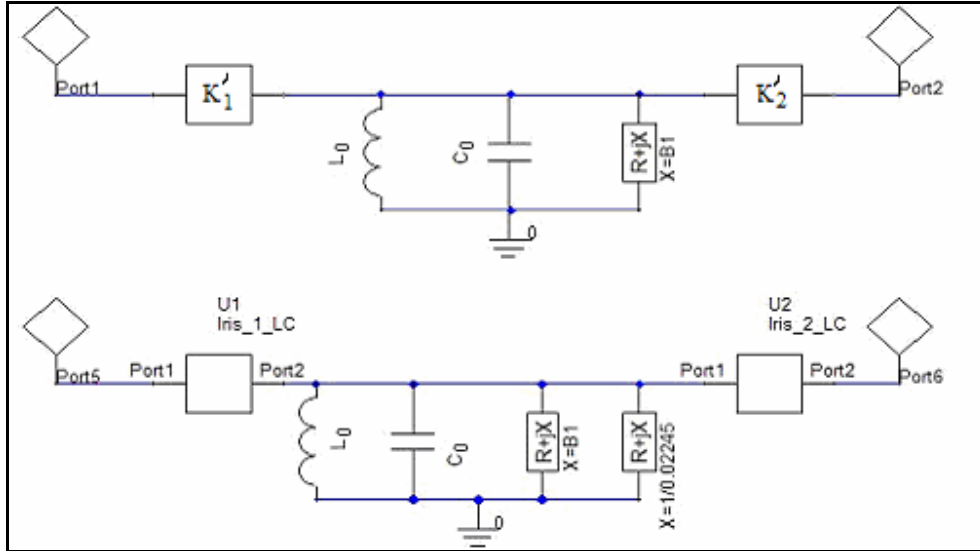 Port1
K′1
L0
C0
R+jX
X=B1
K′2
Port2
0
U1
Iris_1_LC
U2
Iris_2_LC
Port5
Port1
Port2
L0
C0
R+jX
X=B1
R+jX
X=1/0.02245
Port1
Port2
Port6
0